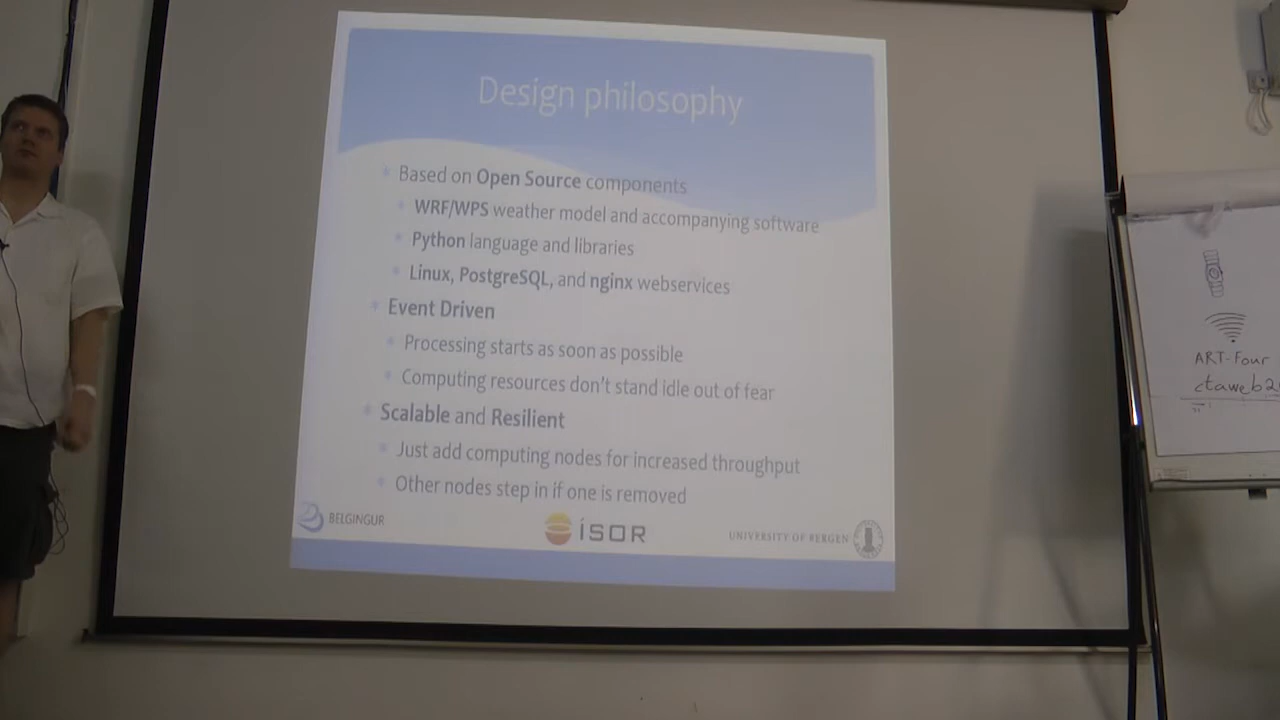 Design philosophy
Based on Open Source components
WRF/WPS weather model and accompanying software
Python language and libraries
Linux, PostgreSQL, and nginx webservices
Event Driven
Processing starts as soon as possible
Computing resources don't stand idle out of fear
Scalable and Resilient
Just add computing nodes for increased throughput
Other nodes step in if one is removed
BELGINGUR
ÍSOR
UNIVERSITY OF BERGEN
ART-Four
ctaweb2